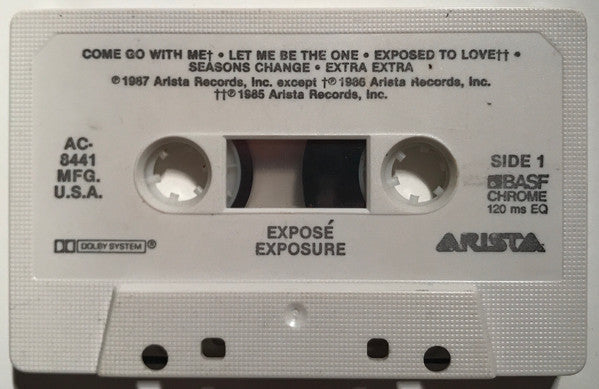 COME GO WITH ME† • LET ME BE THE ONE • EXPOSED TO LOVE†† •
SEASONS CHANGE • EXTRA EXTRA
℗1987 Arista Records, Inc. except †℗1986 Arista Records, Inc.
††℗1985 Arista Records, Inc.
AC-
8441
MFG.
U.S.A.
SIDE 1
BASF
CHROME
120 ms EQ
DOLBY SYSTEM®
EXPOSÉ
EXPOSURE
ARISTA